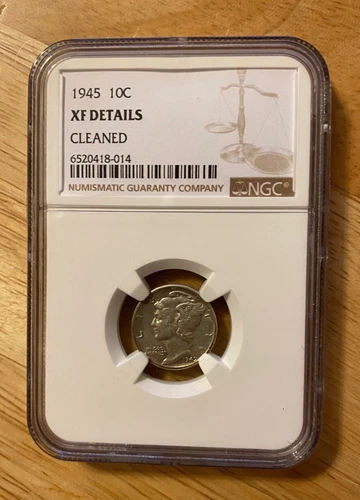 1945 10C
XF DETAILS
CLEANED
6520418-014
NUMISMATIC GUARANTY COMPANY NGC®